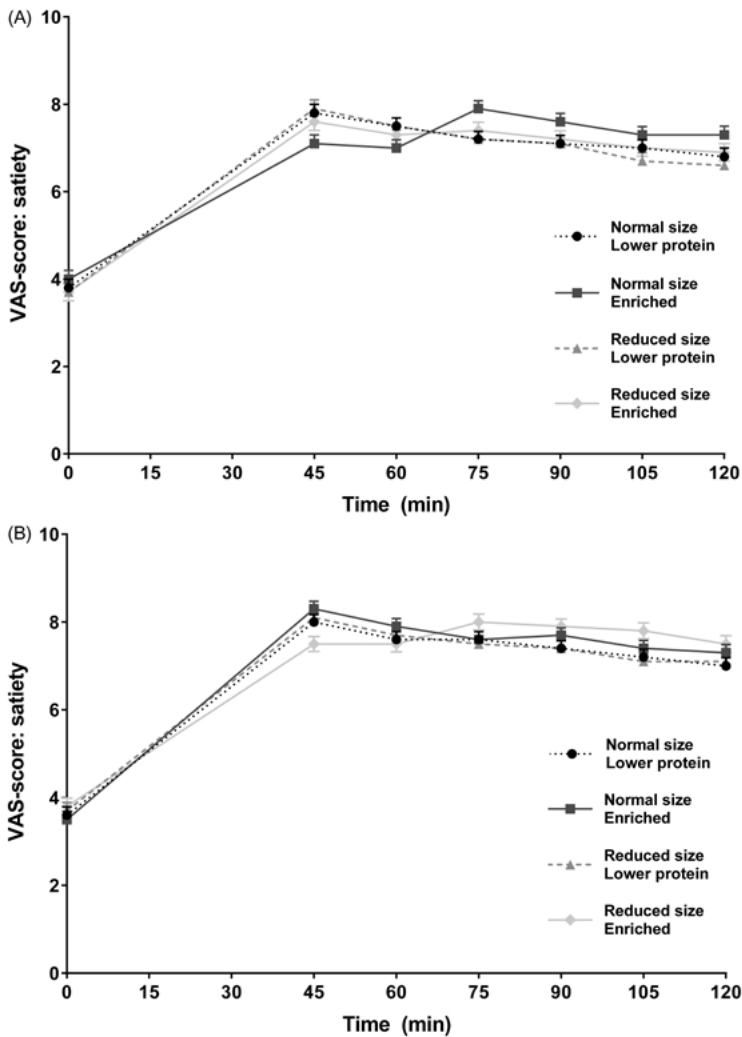 (A)
10
8
6
4
2
0
VAS-score: satiety
0 15 30 45 60 75 90 105 120
Time (min)
Normal size
Lower protein
Normal size
Enriched
Reduced size
Lower protein
Reduced size
Enriched
(B)
10
8
6
4
2
0
VAS-score: satiety
0 15 30 45 60 75 90 105 120
Time (min)
Normal size
Lower protein
Normal size
Enriched
Reduced size
Lower protein
Reduced size
Enriched